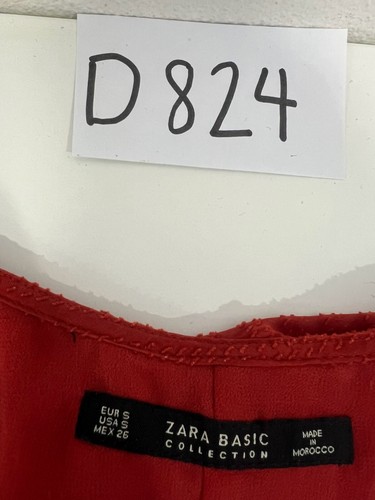 D824
EUR S
USA S
MEX 26
ZARA BASIC
COLLECTION
MADE
IN
MOROCCO